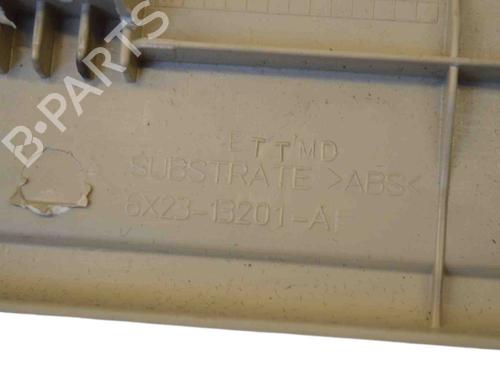 B-PARTS
ETTMD
SUBSTRATE >ABS<
6X23-13201-AF